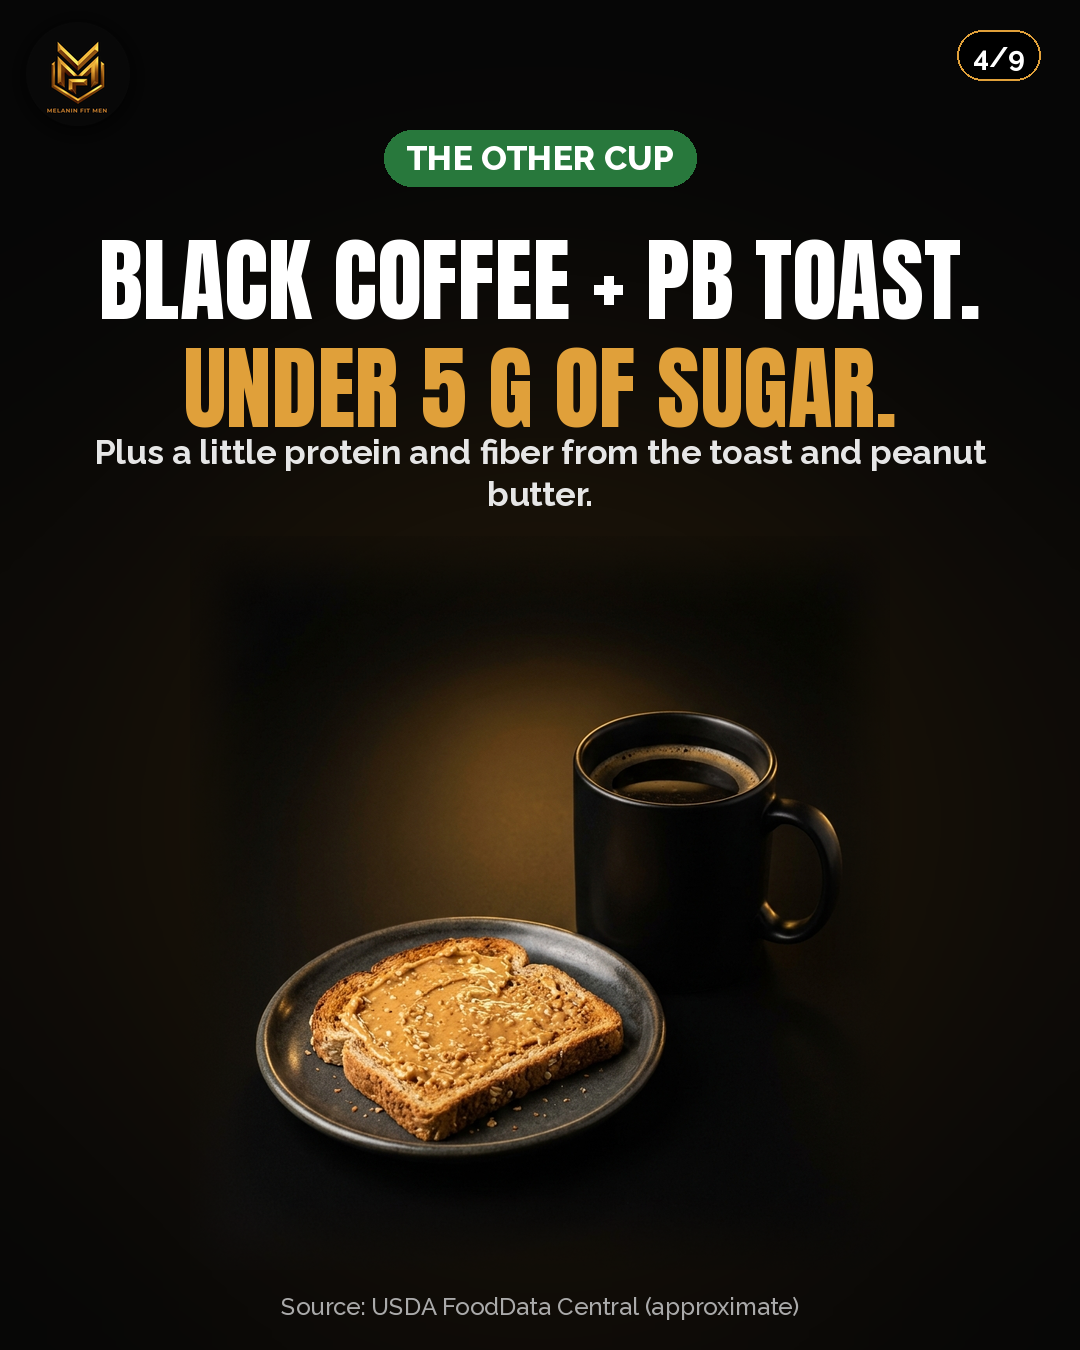 MELANIN FIT MEN
4/9
THE OTHER CUP
BLACK COFFEE + PB TOAST.
UNDER 5 G OF SUGAR.
Plus a little protein and fiber from the toast and peanut
butter.
Source: USDA FoodData Central (approximate)